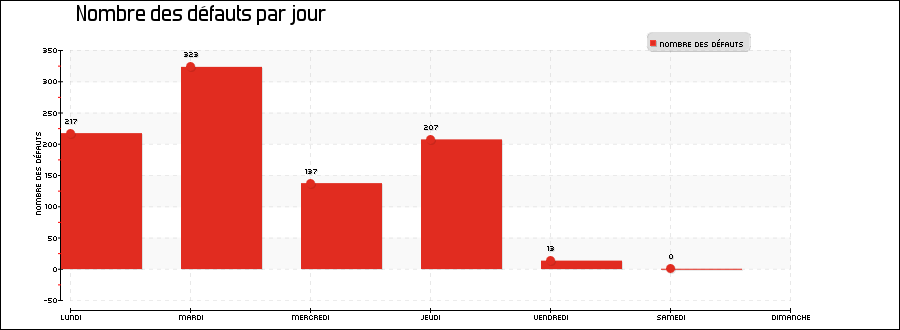 Nombre des défauts par jour
NOMBRE DES DÉFAUTS
350
300
250
200
150
100
50
0
-50
NOMBRE DES DÉFAUTS
217
323
137
207
13
0
LUNDI
MARDI
MERCREDI
JEUDI
VENDREDI
SAMEDI
DIMANCHE